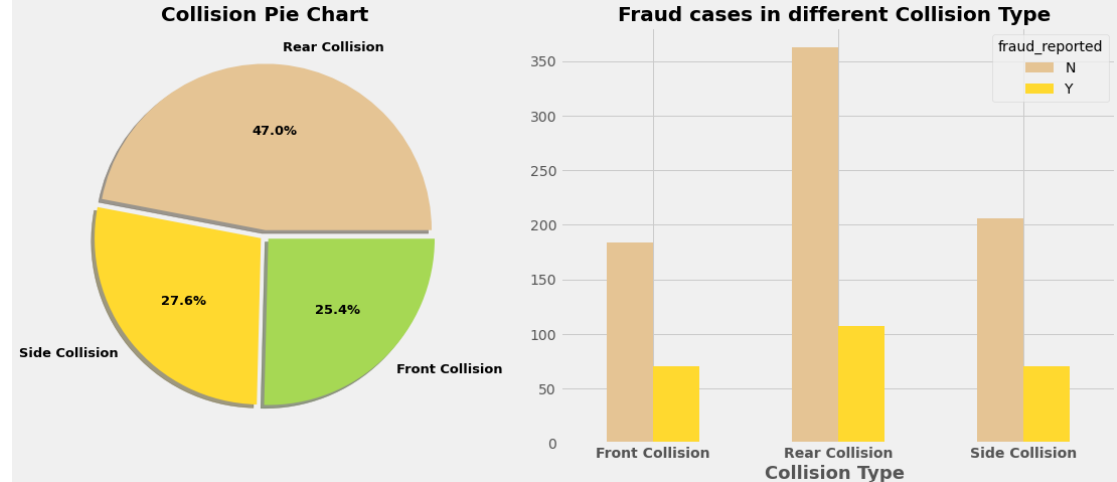 Collision Pie Chart
Rear Collision
47.0%
27.6%
25.4%
Side Collision
Front Collision
Fraud cases in different Collision Type
fraud_reported
N
Y
350
300
250
200
150
100
50
0
Front Collision
Rear Collision
Side Collision
Collision Type